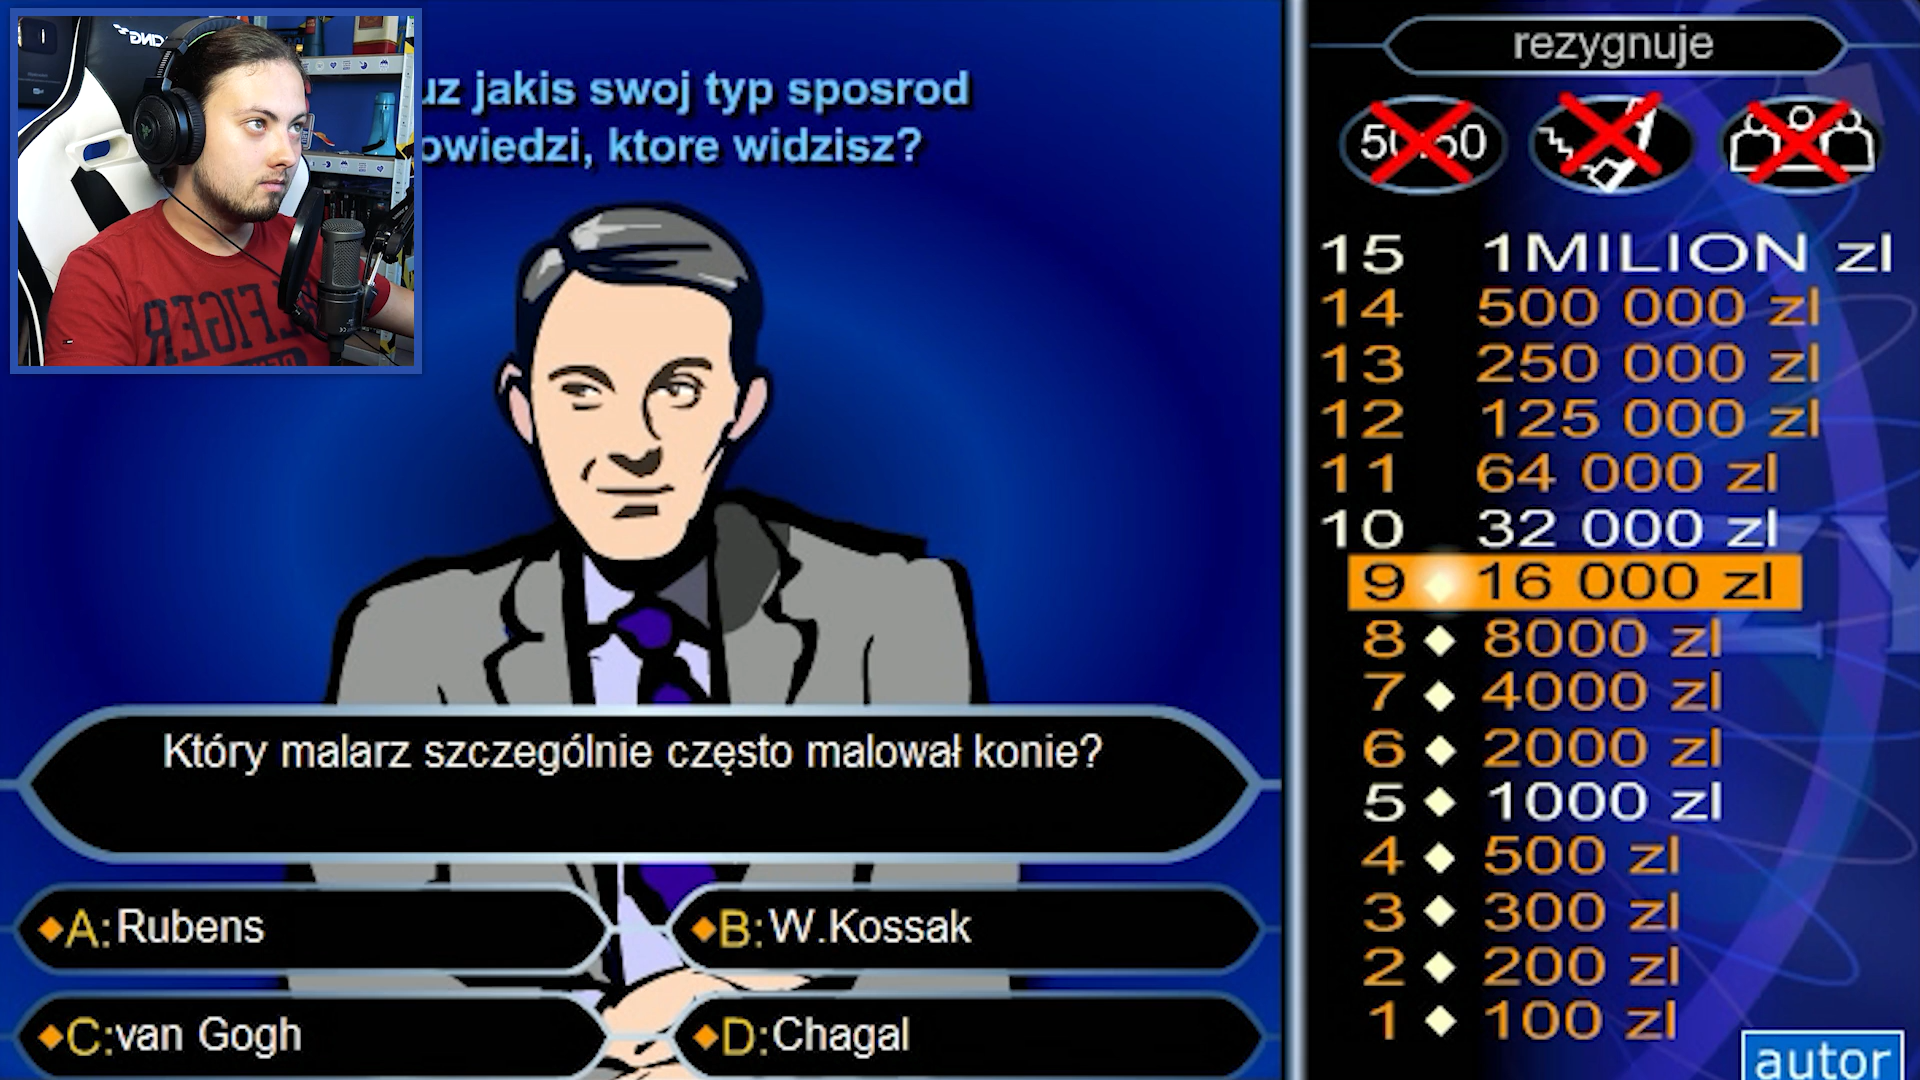 uz jakis swoj typ sposrod
owiedzi, ktore widzisz?
Który malarz szczególnie często malował konie?
A: Rubens
B: W.Kossak
C: van Gogh
D: Chagal
rezygnuje
50:50
15 1MILION zl
14 500 000 zl
13 250 000 zl
12 125 000 zl
11 64 000 zl
10 32 000 zl
9 16 000 zl
8 8000 zl
7 4000 zl
6 2000 zl
5 1000 zl
4 500 zl
3 300 zl
2 200 zl
1 100 zl
autor